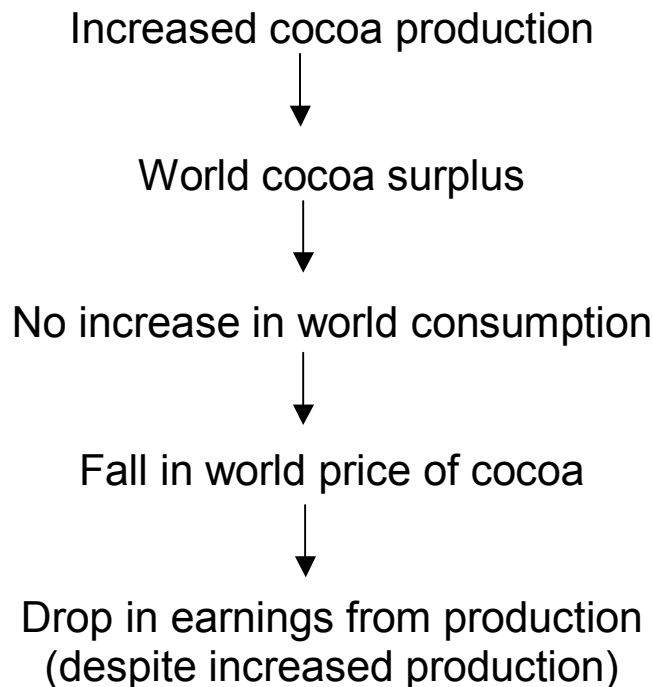 Increased cocoa production
World cocoa surplus
No increase in world consumption
Fall in world price of cocoa
Drop in earnings from production
(despite increased production)